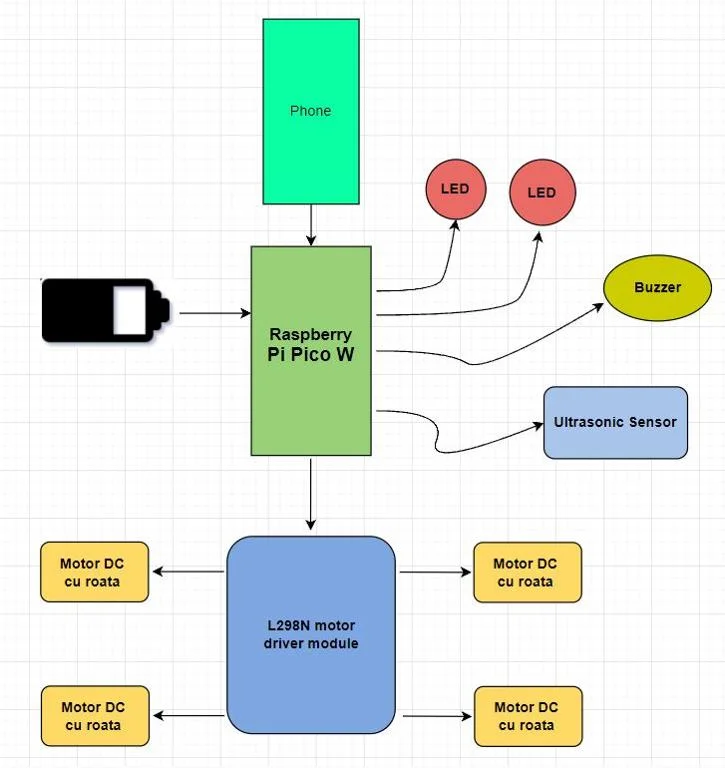 Phone
LED
LED
Buzzer
Raspberry
Pi Pico W
Ultrasonic Sensor
Motor DC
cu roata
Motor DC
cu roata
L298N motor
driver module
Motor DC
cu roata
Motor DC
cu roata